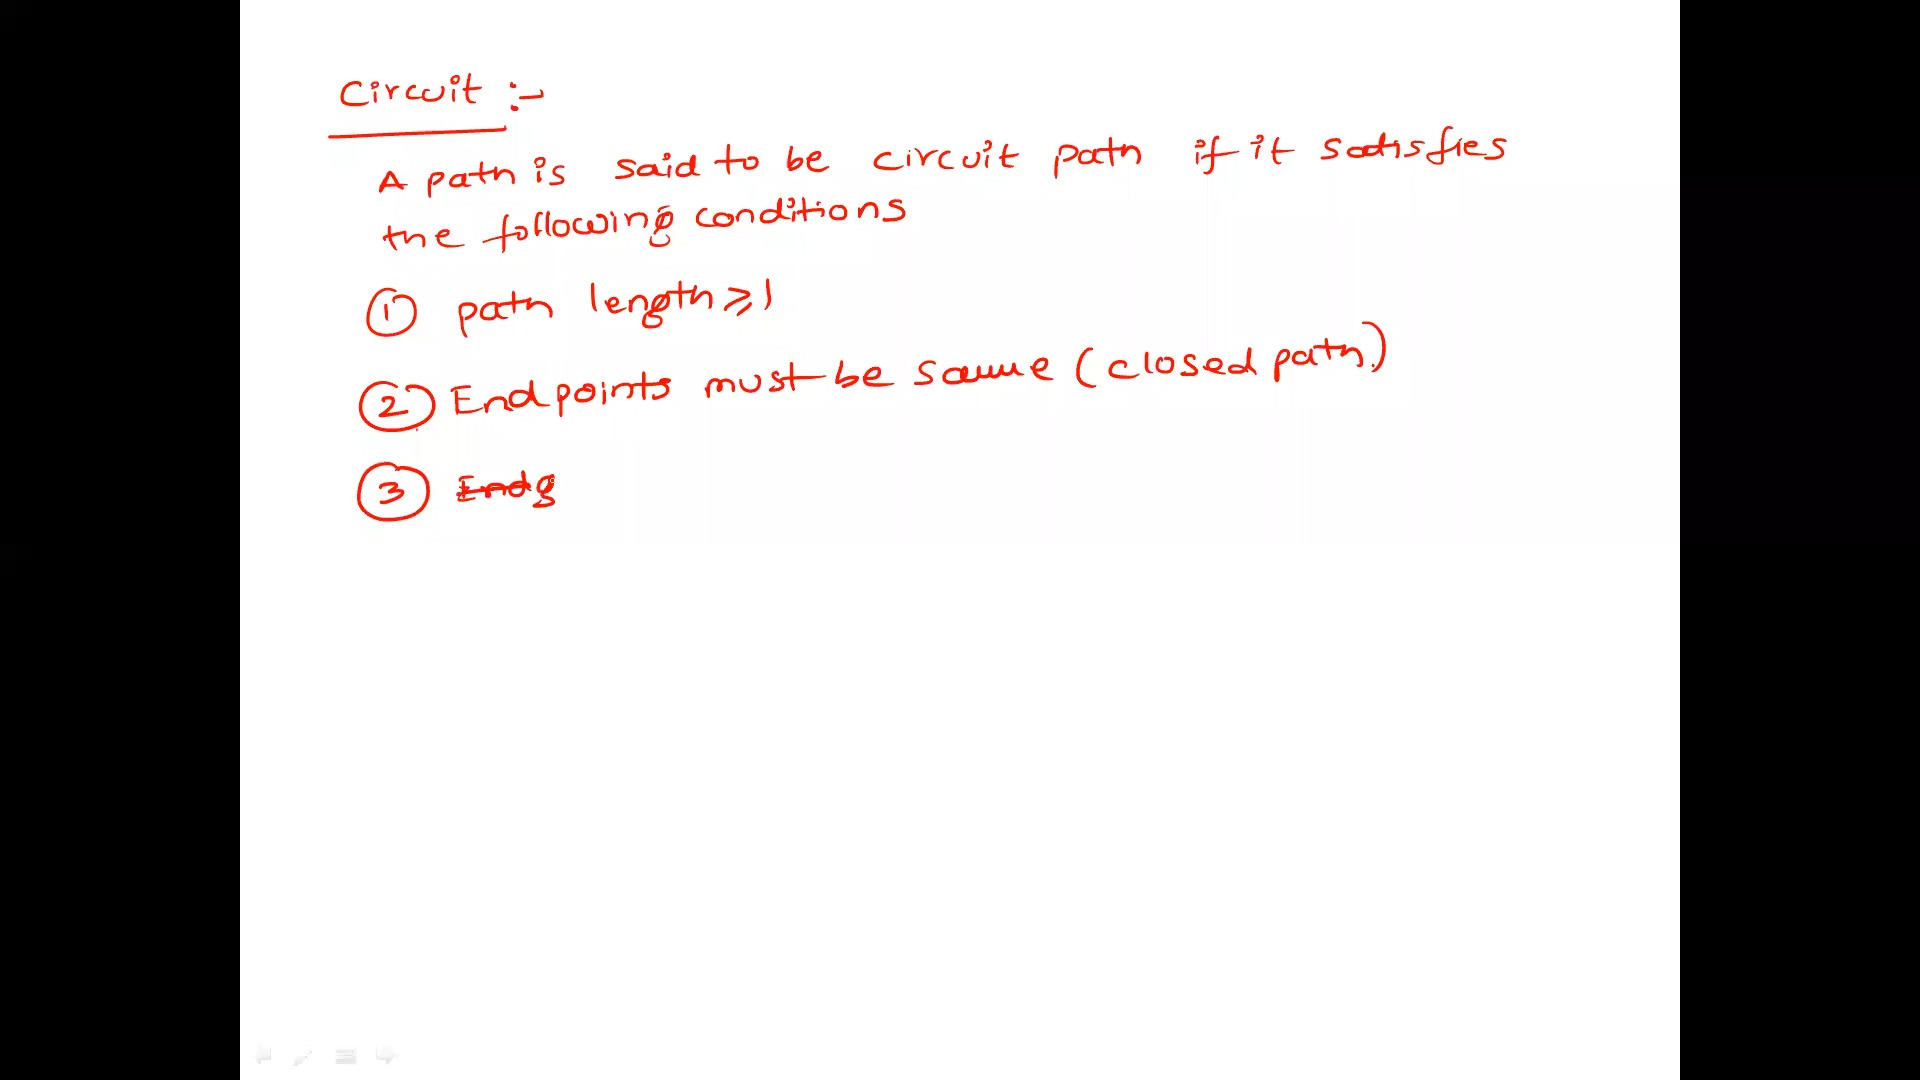 Circuit :-
A path is said to be circuit path if it satisfies
the following conditions
① path length ⩾ 1
② Endpoints must be same (closed path)
③